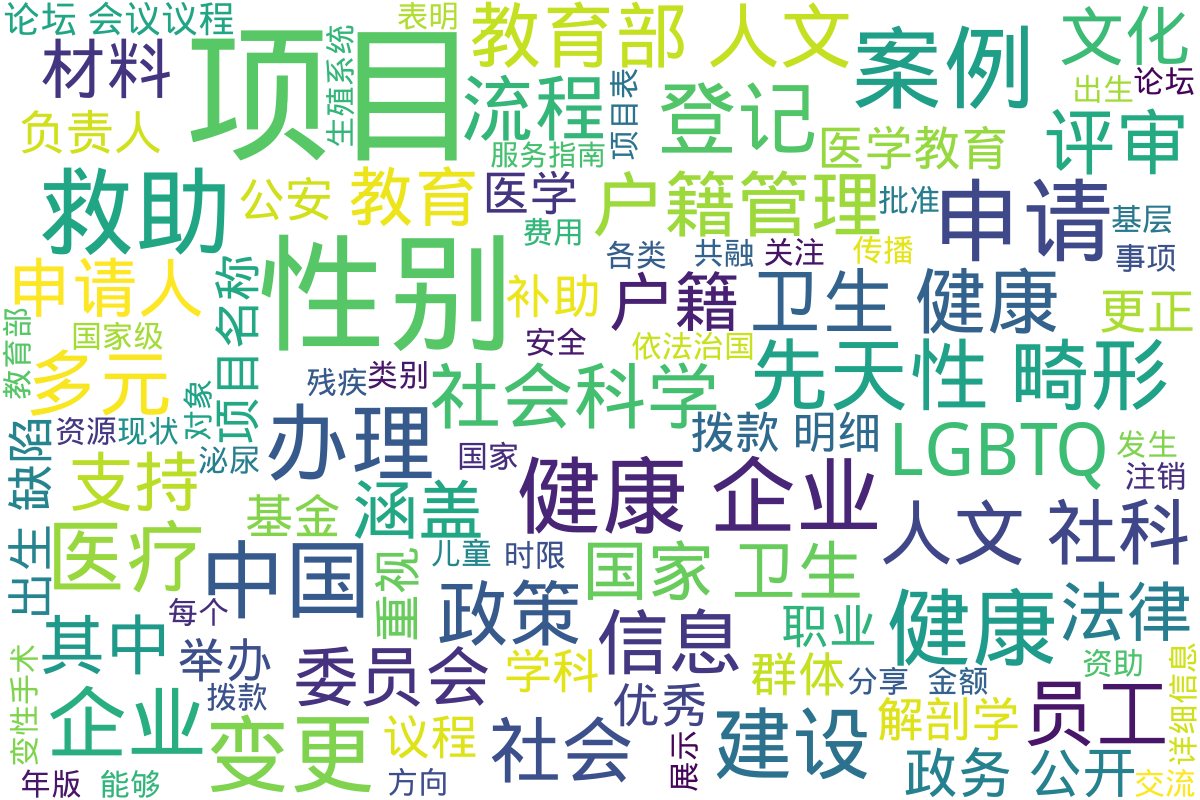 论坛 会议议程
表明
教育部 人文
文化
材料
项目
生殖系统
流程
项目表
登记
案例
出生
论坛
负责人
服务指南
医学教育
评审
救助
公安
教育
医学
户籍管理
批准
申请
基层
费用
各类
共融
关注
传播
事项
申请人
项目名称
性别
补助
户籍
卫生 健康
更正
教育部
国家级
安全
依法治国
多元
对象
残疾
类别
社会科学
先天性 畸形
缺陷
资源
现状
泌尿
办理
国家
拨款 明细
LGBTQ
发生
注销
支持
基金
涵盖
健康 企业
人文 社科
出生
医疗
中国
重视
儿童
时限
国家 卫生
每个
政策
信息
职业
健康
法律
其中
举办
委员会
学科
群体
分享
金额
资助
详细信息
变性手术
企业
拨款
变更
议程
社会
优秀
展示
建设
解剖学
员工
年版
能够
方向
政务 公开
交流